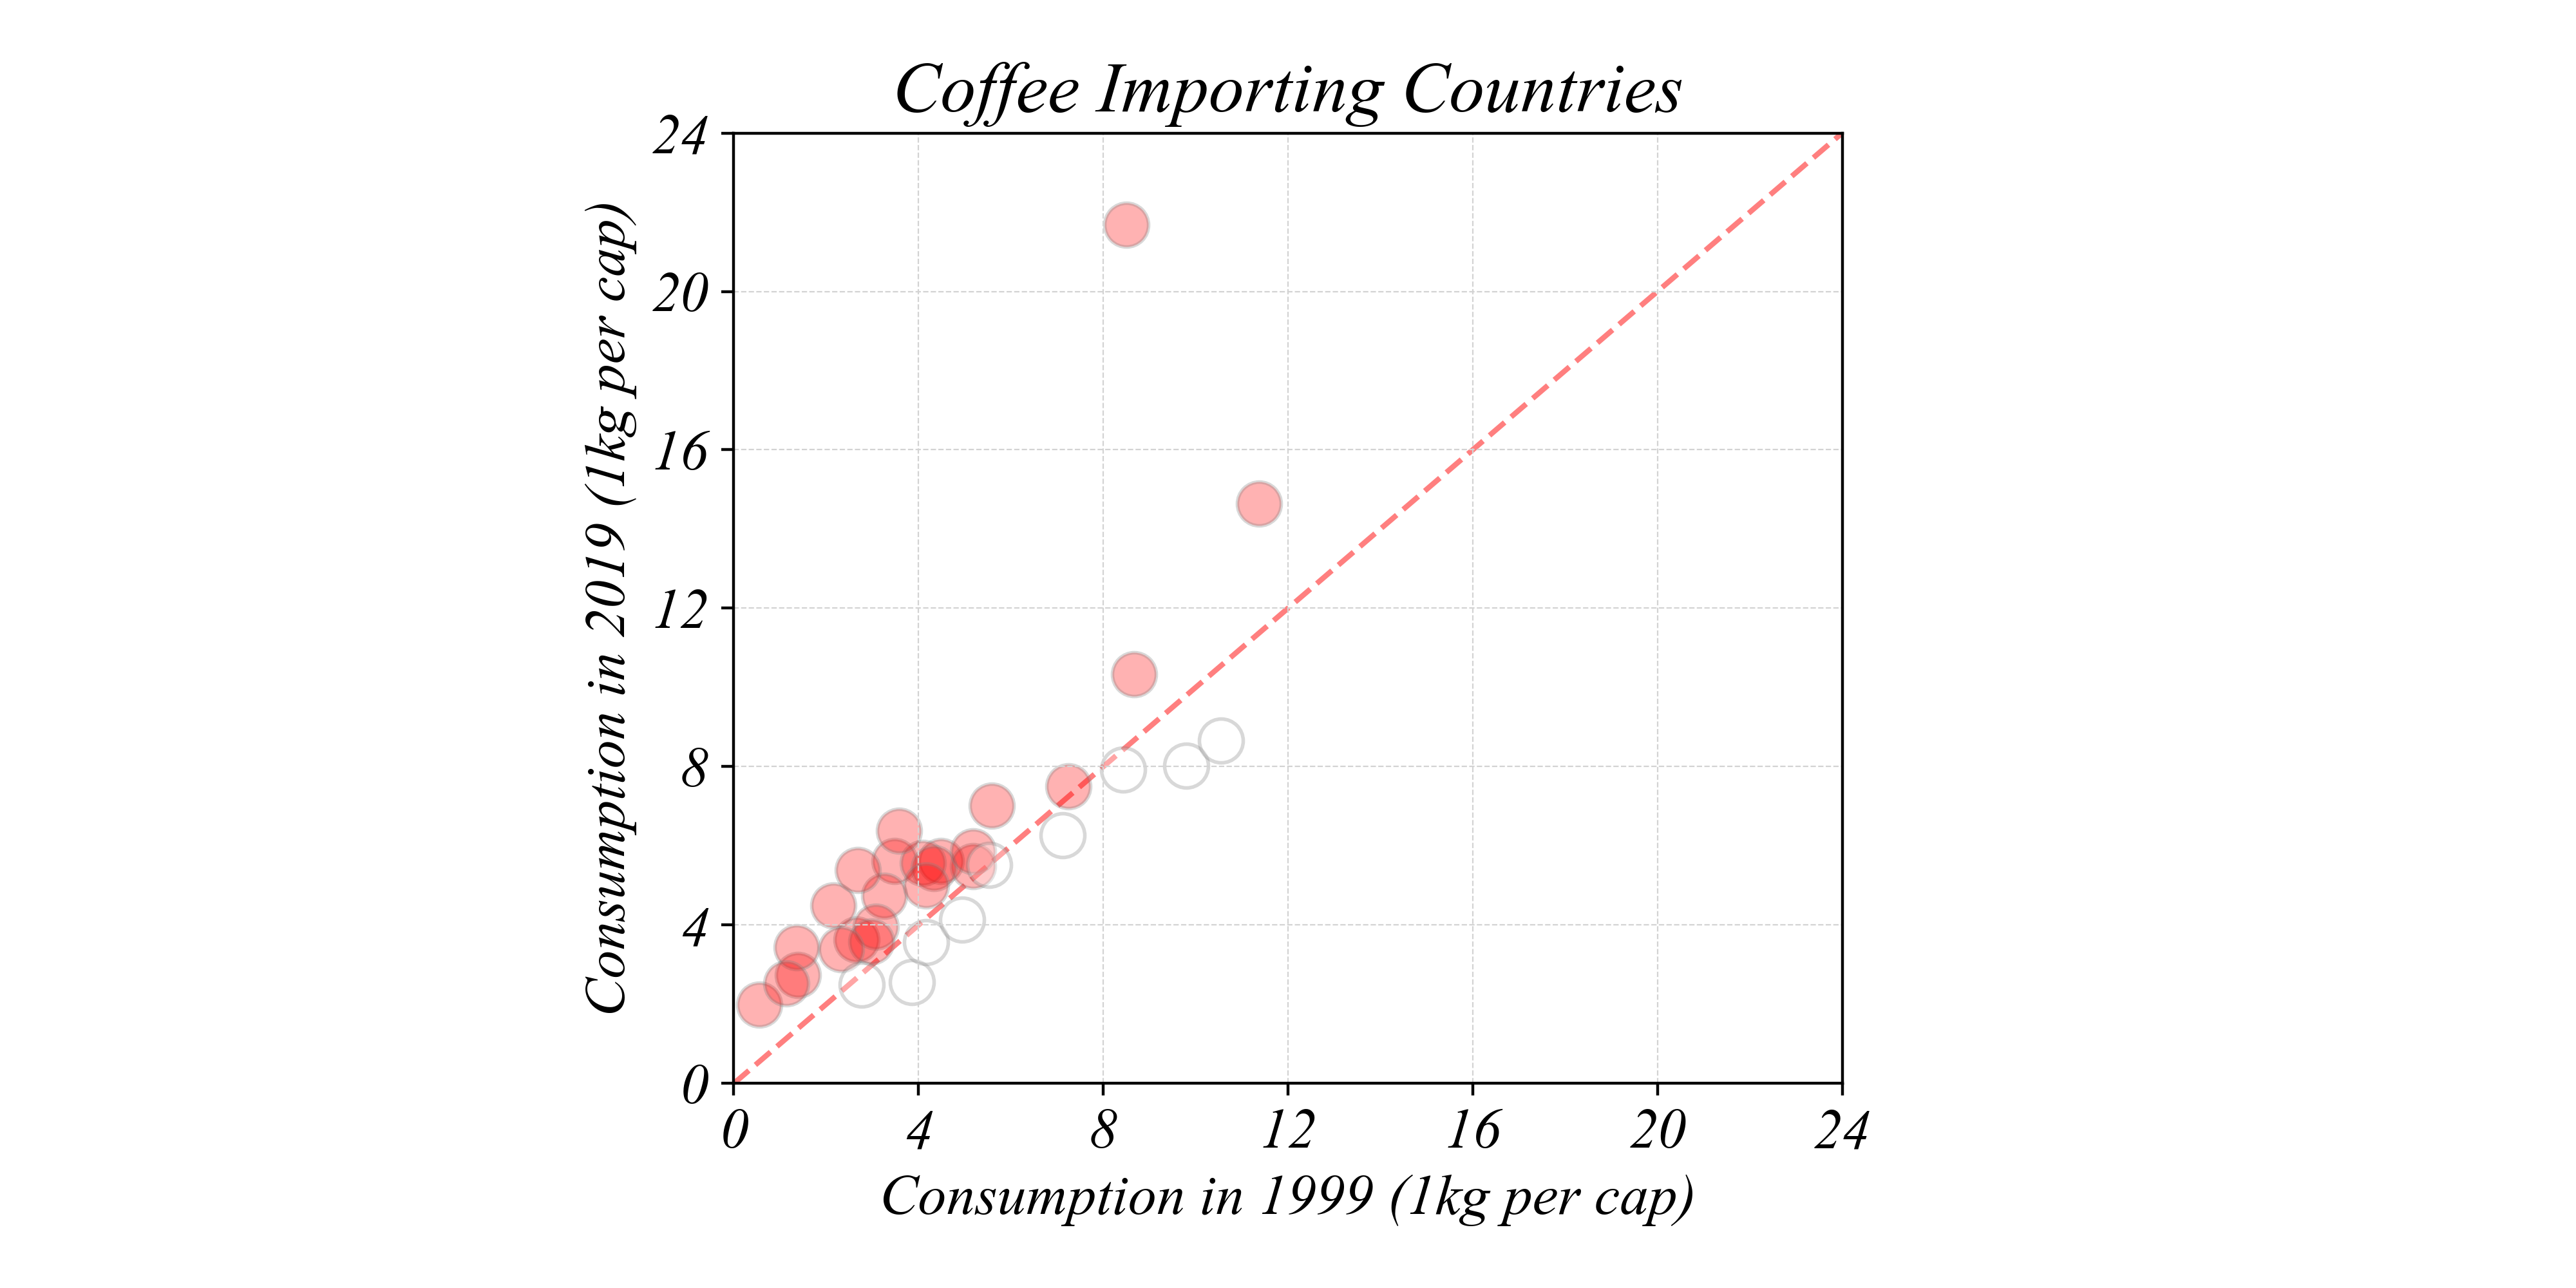 Coffee Importing Countries
24
20
16
12
8
4
0
Consumption in 2019 (1kg per cap)
0 4 8 12 16 20 24
Consumption in 1999 (1kg per cap)